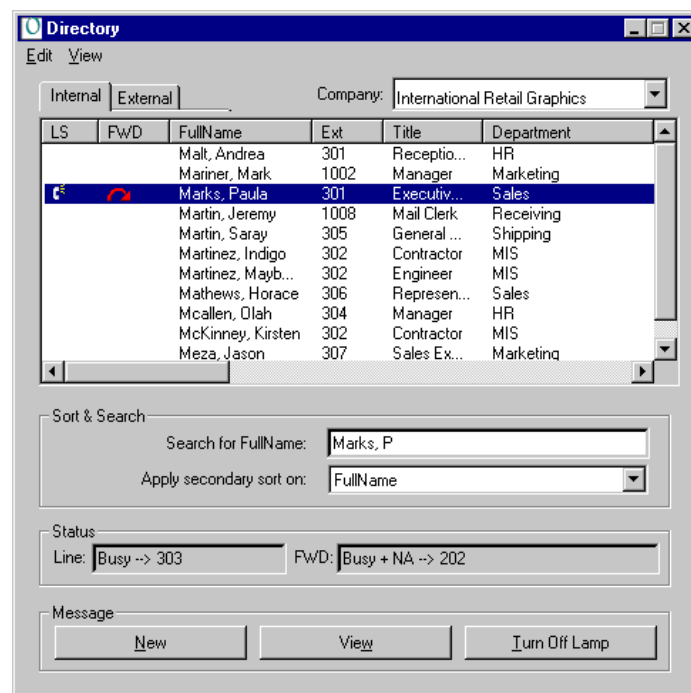 Directory
Edit View
Internal External Company: International Retail Graphics
LS FWD FullName Ext Title Department
Malt, Andrea 301 Receptio... HR
Mariner, Mark 1002 Manager Marketing
Marks, Paula 301 Executiv... Sales
Martin, Jeremy 1008 Mail Clerk Receiving
Martin, Saray 305 General ... Shipping
Martinez, Indigo 302 Contractor MIS
Martinez, Mayb... 302 Engineer MIS
Mathews, Horace 306 Represen... Sales
Mcallen, Olah 304 Manager HR
McKinney, Kirsten 302 Contractor MIS
Meza, Jason 307 Sales Ex... Marketing
Sort & Search
Search for FullName: Marks, P
Apply secondary sort on: FullName
Status
Line: Busy --> 303 FWD: Busy + NA --> 202
Message
New View Turn Off Lamp